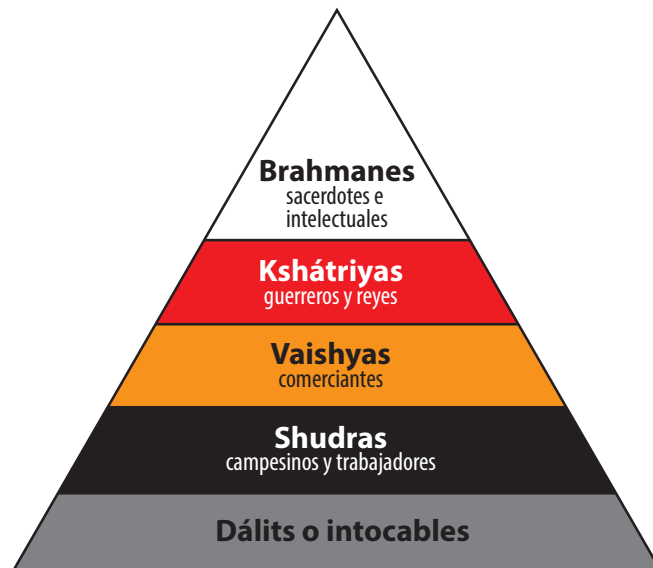 Brahmanes
sacerdotes e
intelectuales
Kshátriyas
guerreros y reyes
Vaishyas
comerciantes
Shudras
campesinos y trabajadores
Dálits o intocables